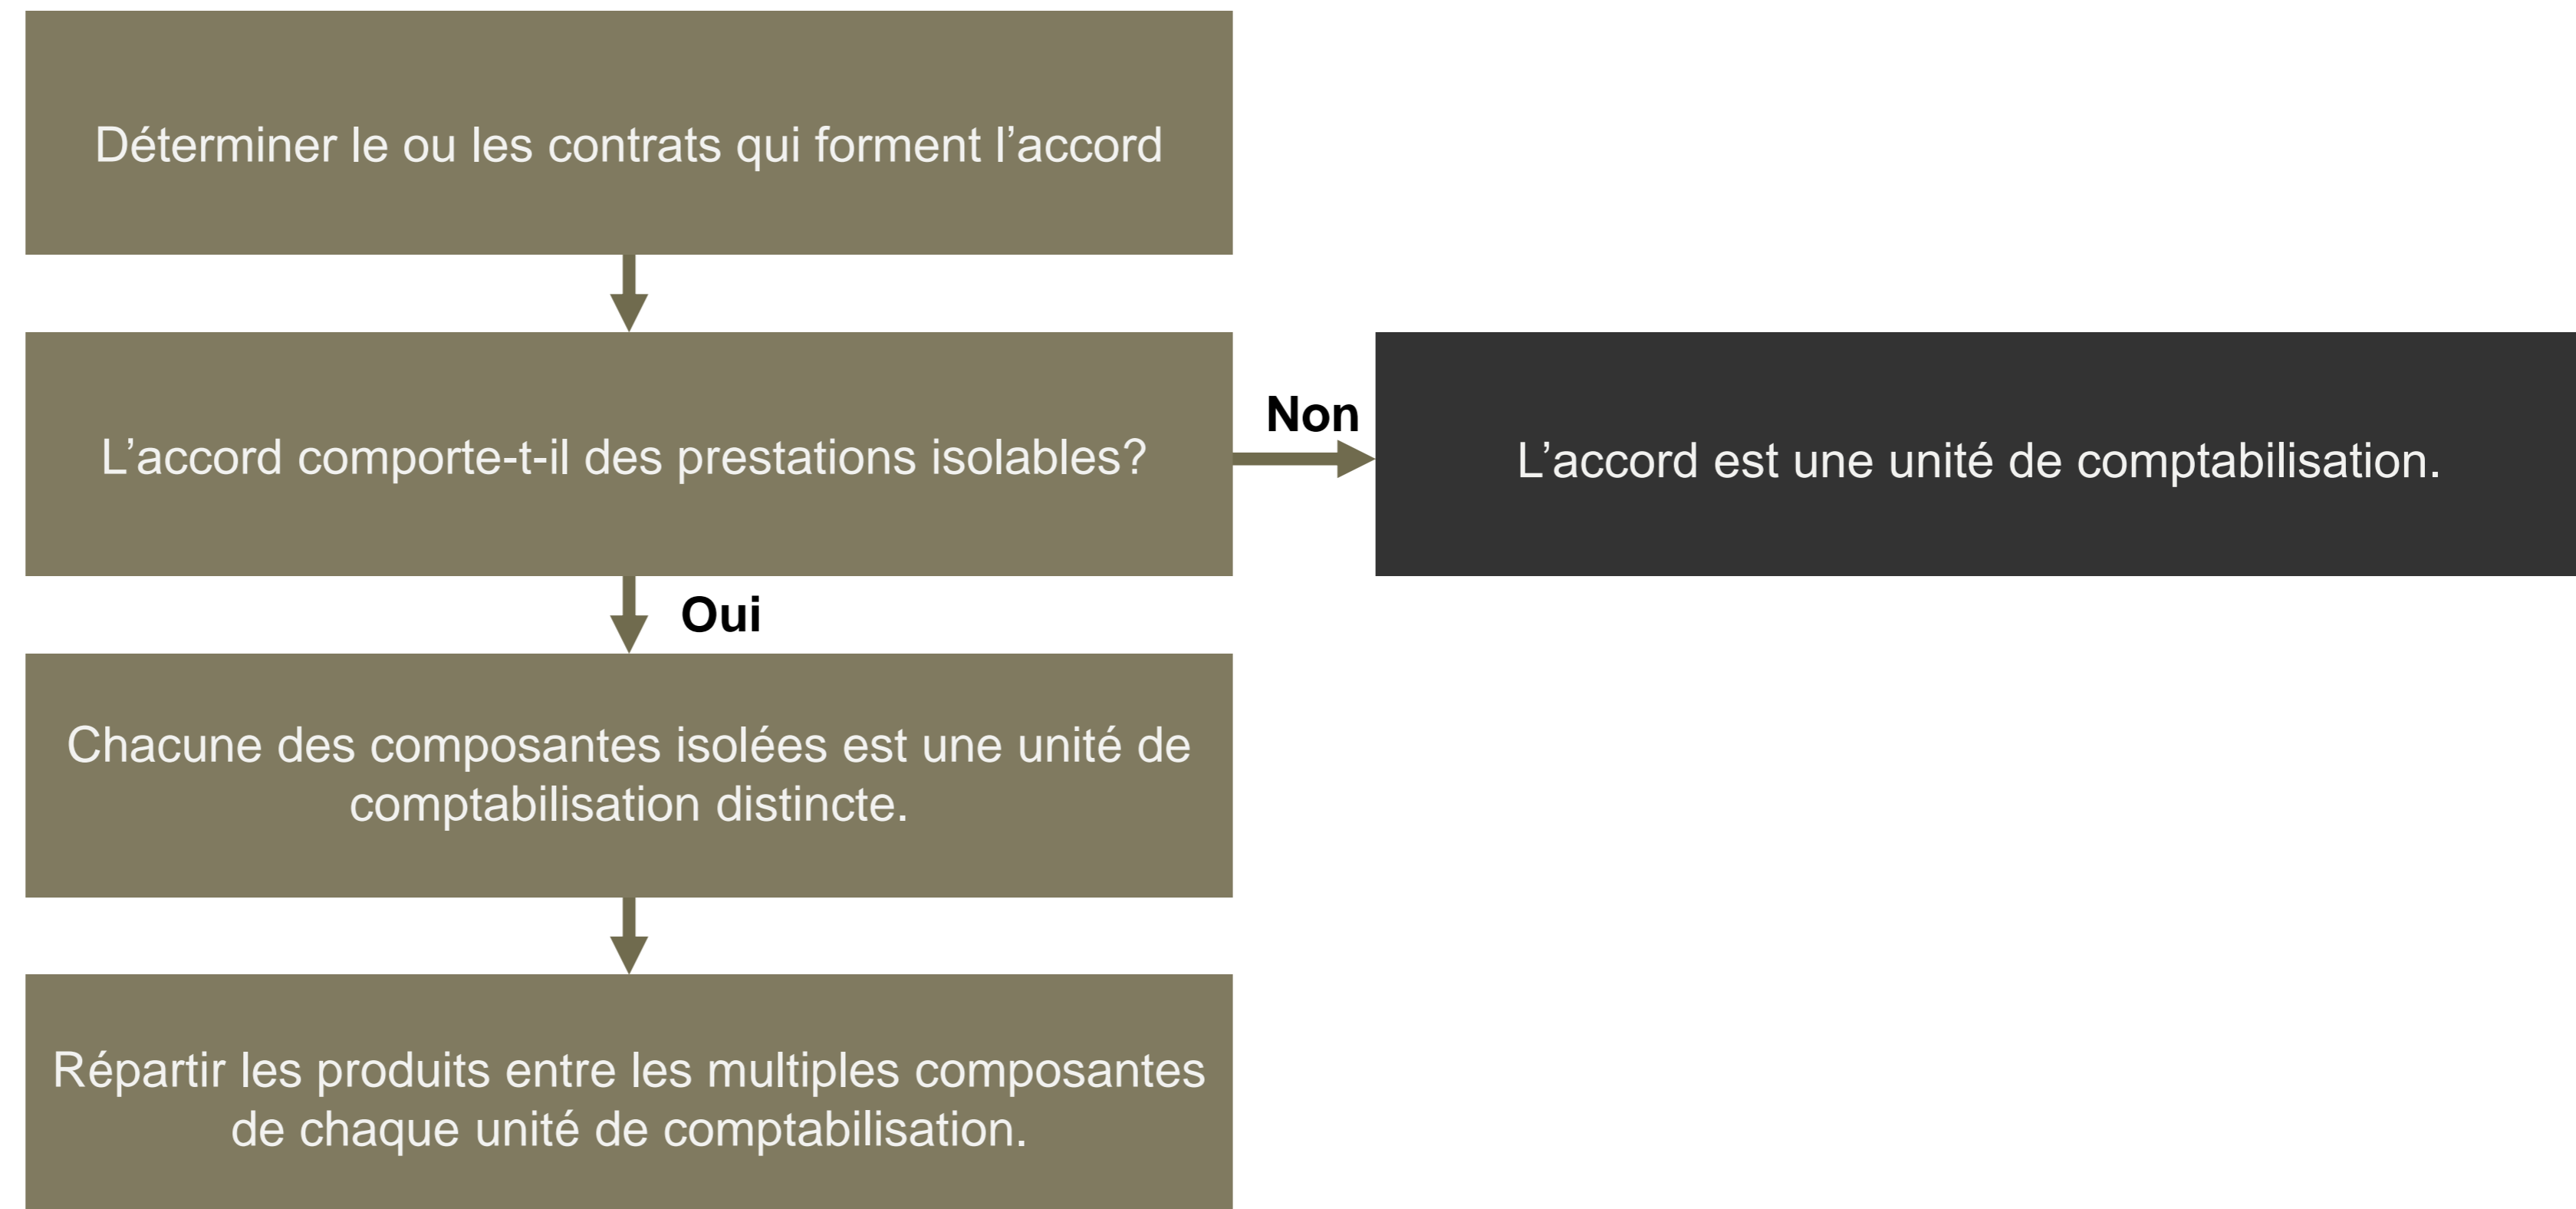 Déterminer le ou les contrats qui forment l’accord
L’accord comporte-t-il des prestations isolables?
Non
L’accord est une unité de comptabilisation.
Oui
Chacune des composantes isolées est une unité de
comptabilisation distincte.
Répartir les produits entre les multiples composantes
de chaque unité de comptabilisation.